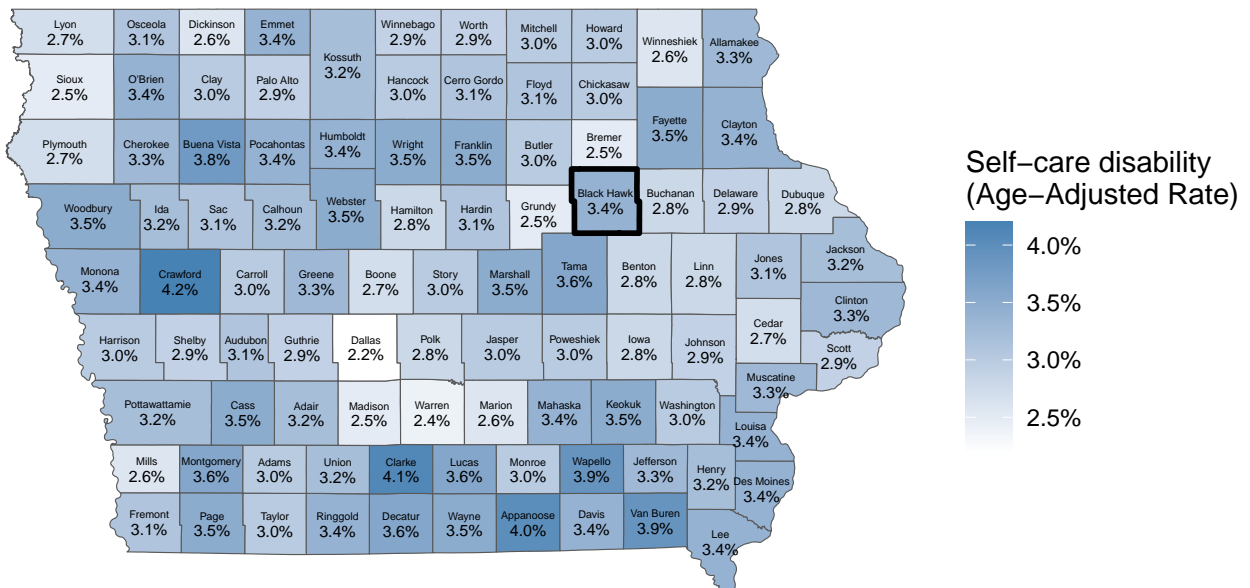 Lyon
2.7%
Osceola
3.1%
Dickinson
2.6%
Emmet
3.4%
Kossuth
3.2%
Winnebago
2.9%
Worth
2.9%
Mitchell
3.0%
Howard
3.0%
Winneshiek
2.6%
Allamakee
3.3%
Sioux
2.5%
O'Brien
3.4%
Clay
3.0%
Palo Alto
2.9%
Hancock
3.0%
Cerro Gordo
3.1%
Floyd
3.1%
Chickasaw
3.0%
Fayette
3.5%
Clayton
3.4%
Plymouth
2.7%
Cherokee
3.3%
Buena Vista
3.8%
Pocahontas
3.4%
Humboldt
3.4%
Wright
3.5%
Franklin
3.5%
Butler
3.0%
Bremer
2.5%
Woodbury
3.5%
Ida
3.2%
Sac
3.1%
Calhoun
3.2%
Webster
3.5%
Hamilton
2.8%
Hardin
3.1%
Grundy
2.5%
Black Hawk
3.4%
Buchanan
2.8%
Delaware
2.9%
Dubuque
2.8%
Monona
3.4%
Crawford
4.2%
Carroll
3.0%
Greene
3.3%
Boone
2.7%
Story
3.0%
Marshall
3.5%
Tama
3.6%
Benton
2.8%
Linn
2.8%
Jones
3.1%
Jackson
3.2%
Clinton
3.3%
Harrison
3.0%
Shelby
2.9%
Audubon
3.1%
Guthrie
2.9%
Dallas
2.2%
Polk
2.8%
Jasper
3.0%
Poweshiek
3.0%
Iowa
2.8%
Johnson
2.9%
Cedar
2.7%
Scott
2.9%
Muscatine
3.3%
Pottawattamie
3.2%
Cass
3.5%
Adair
3.2%
Madison
2.5%
Warren
2.4%
Marion
2.6%
Mahaska
3.4%
Keokuk
3.5%
Washington
3.0%
Louisa
3.4%
Mills
2.6%
Montgomery
3.6%
Adams
3.0%
Union
3.2%
Clarke
4.1%
Lucas
3.6%
Monroe
3.0%
Wapello
3.9%
Jefferson
3.3%
Henry
3.2%
Des Moines
3.4%
Fremont
3.1%
Page
3.5%
Taylor
3.0%
Ringgold
3.4%
Decatur
3.6%
Wayne
3.5%
Appanoose
4.0%
Davis
3.4%
Van Buren
3.9%
Lee
3.4%
Self−care disability
(Age−Adjusted Rate)
4.0%
3.5%
3.0%
2.5%